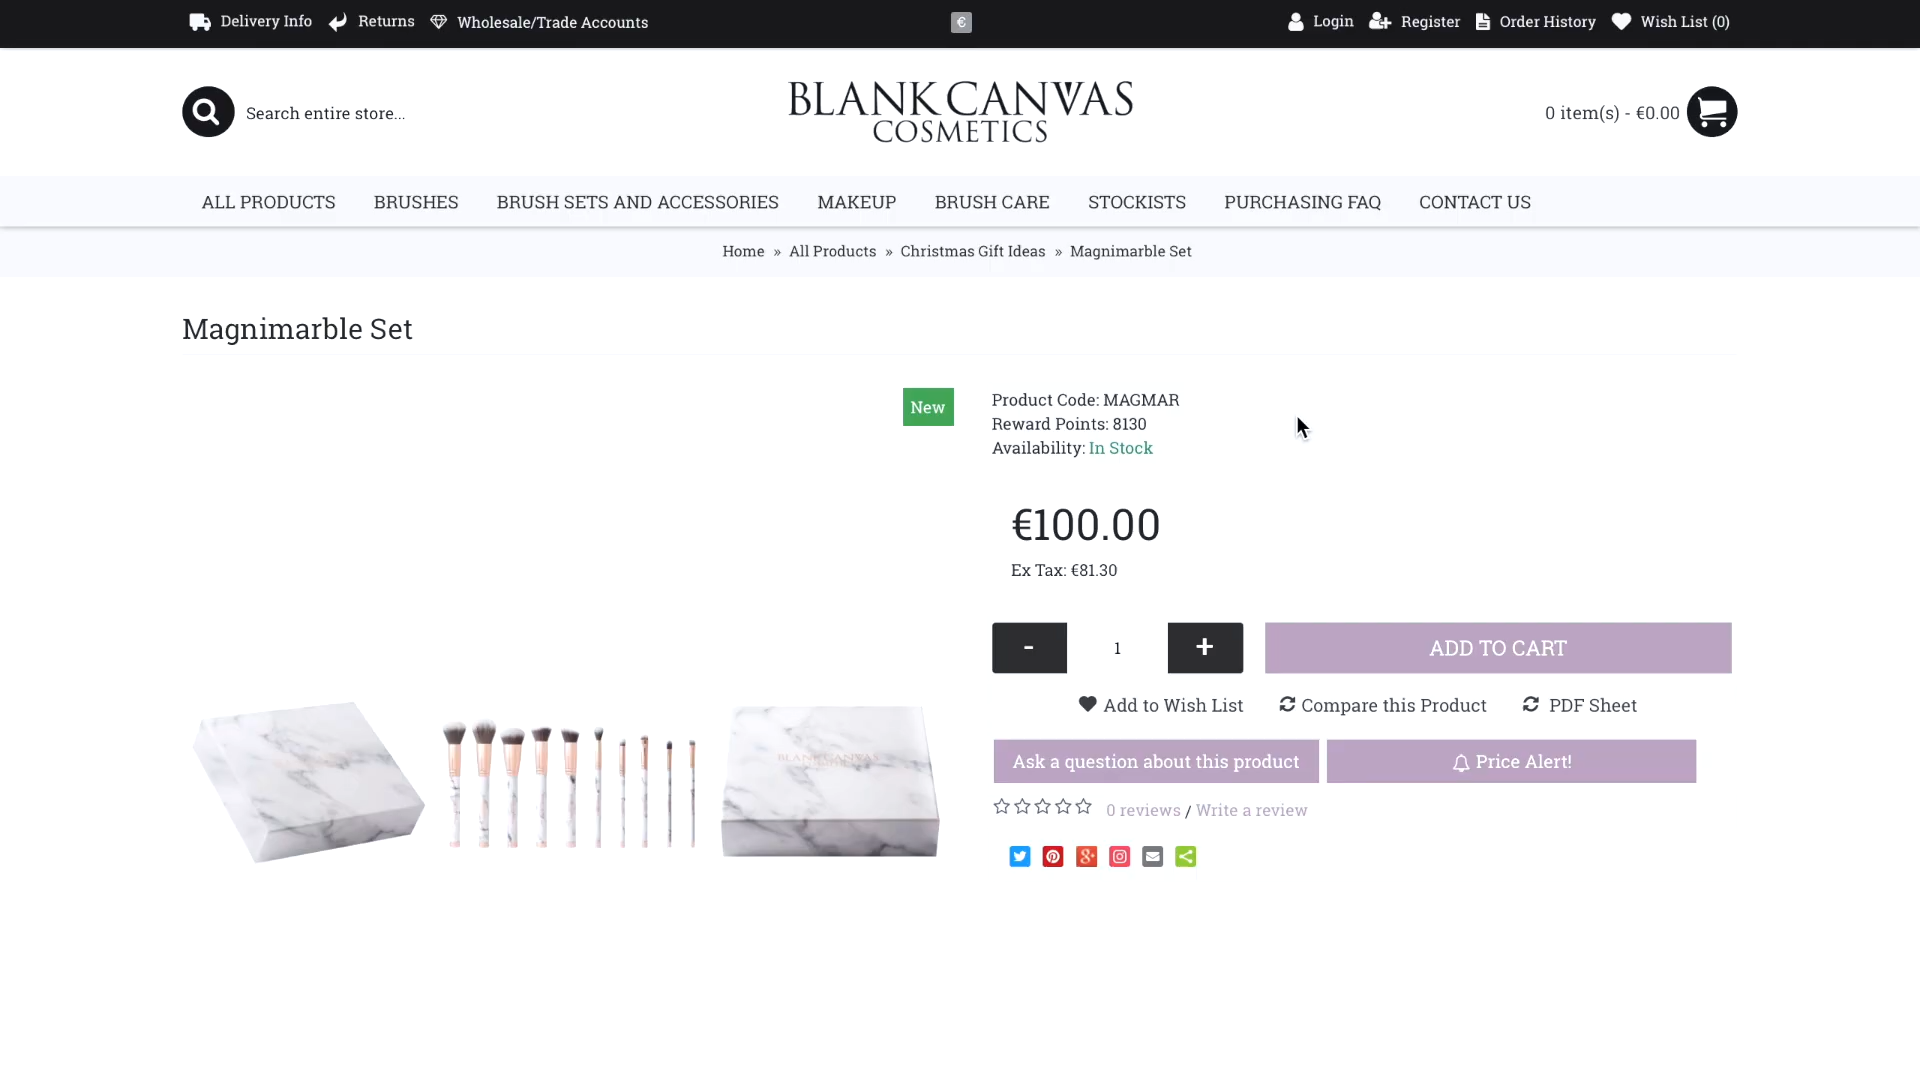 Delivery Info Returns Wholesale/Trade Accounts € Login Register Order History Wish List (0)
Search entire store... BLANK CANVAS COSMETICS 0 item(s) - €0.00
ALL PRODUCTS BRUSHES BRUSH SETS AND ACCESSORIES MAKEUP BRUSH CARE STOCKISTS PURCHASING FAQ CONTACT US
Home » All Products » Christmas Gift Ideas » Magnimarble Set
Magnimarble Set
New
Product Code: MAGMAR
Reward Points: 8130
Availability: In Stock
€100.00
Ex Tax: €81.30
- 1 + ADD TO CART
Add to Wish List Compare this Product PDF Sheet
Ask a question about this product Price Alert!
0 reviews / Write a review
BLANK CANVAS